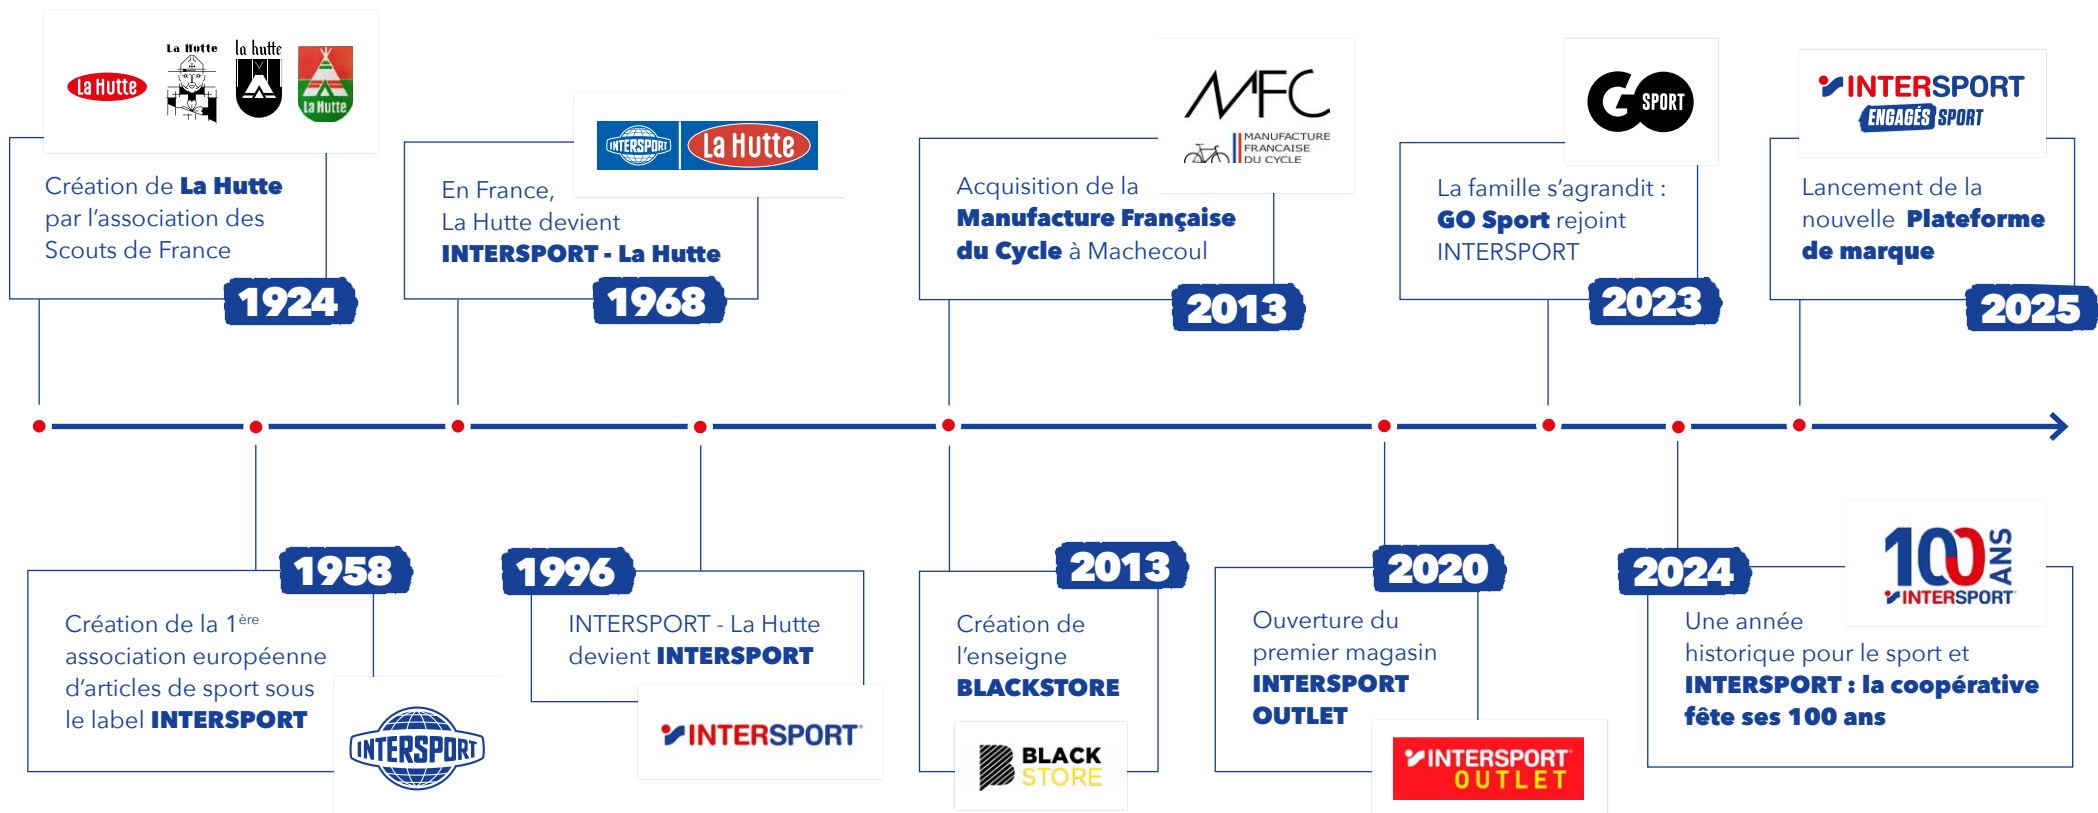 La Hutte
La Hutte
la hutte
La Hutte
Création de La Hutte
par l’association des
Scouts de France
1924
INTERSPORT
La Hutte
En France,
La Hutte devient
INTERSPORT - La Hutte
1968
MFC
MANUFACTURE
FRANCAISE
DU CYCLE
Acquisition de la
Manufacture Française
du Cycle à Machecoul
2013
GO SPORT
La famille s’agrandit :
GO Sport rejoint
INTERSPORT
2023
INTERSPORT
ENGAGÉS SPORT
Lancement de la
nouvelle Plateforme
de marque
2025
1958
Création de la 1ère
association européenne
d’articles de sport sous
le label INTERSPORT
INTERSPORT
1996
INTERSPORT - La Hutte
devient INTERSPORT
INTERSPORT
2013
Création de
l’enseigne
BLACKSTORE
BLACK
STORE
2020
Ouverture du
premier magasin
INTERSPORT
OUTLET
INTERSPORT
OUTLET
2024
100 ANS
INTERSPORT
Une année
historique pour le sport et
INTERSPORT : la coopérative
fête ses 100 ans